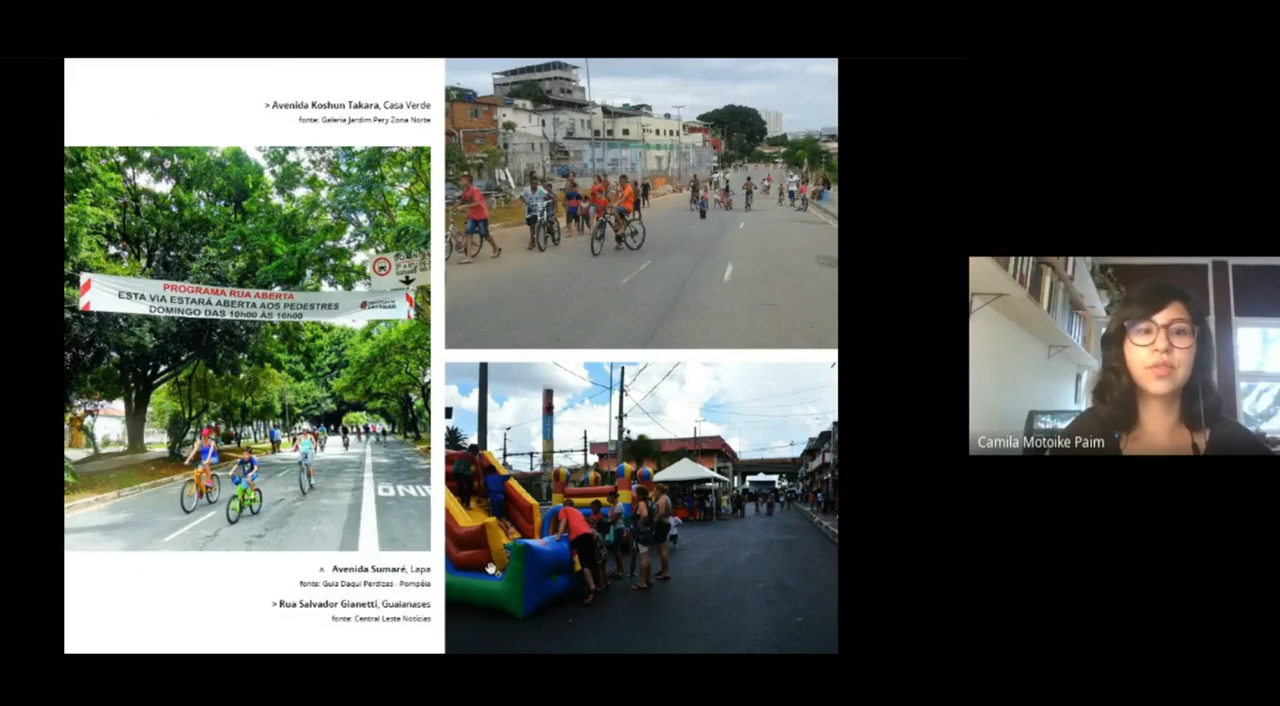 > Avenida Koshun Takara, Casa Verde
fonte: Galeria Jardim Pery Zona Norte
PROGRAMA RUA ABERTA
ESTA VIA ESTARÁ ABERTA AOS PEDESTRES
DOMINGO DAS 10h00 ÀS 16h00
SÃO PAULO
^ Avenida Sumaré, Lapa
fonte: Guia Daqui Perdizes - Pompéia
> Rua Salvador Gianetti, Guaianases
fonte: Central Leste Notícias
Camila Motoike Paim